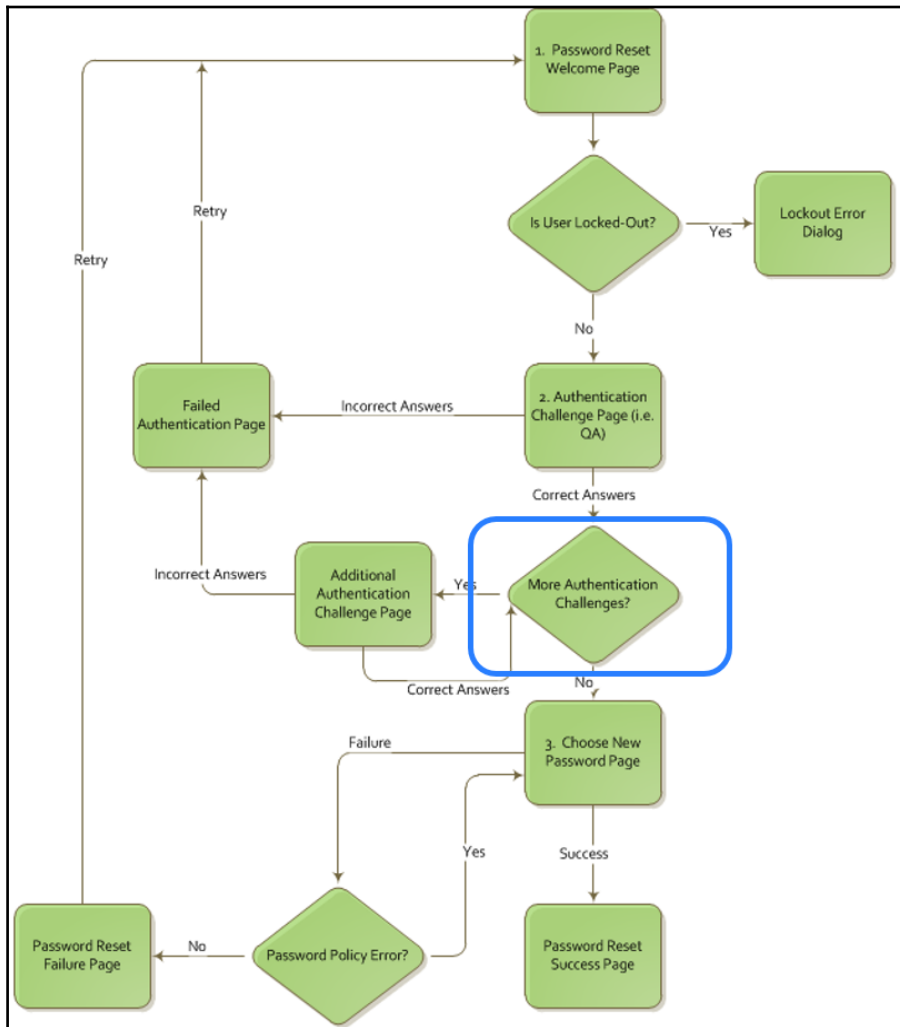 1. Password Reset
Welcome Page
Is User Locked-Out?
Yes
Lockout Error
Dialog
Retry
Retry
No
Failed
Authentication Page
Incorrect Answers
2. Authentication
Challenge Page (i.e.
QA)
Correct Answers
More Authentication
Challenges?
Yes
Additional
Authentication
Challenge Page
Incorrect Answers
Correct Answers
No
3. Choose New
Password Page
Failure
Yes
Success
Password Policy Error?
No
Password Reset
Failure Page
Password Reset
Success Page